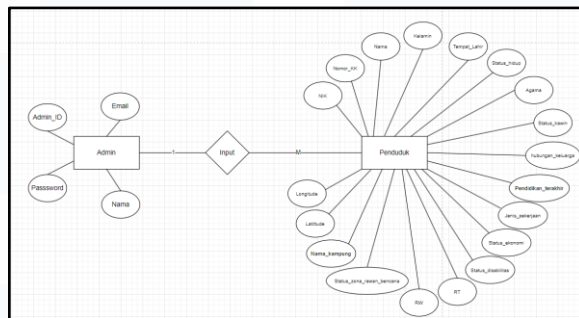 Admin_ID
Email
Passsword
Nama
Admin
1
Input
M
Penduduk
NIK
Nomor_KK
Nama
Kelamin
Tempat_Lahir
Status_hidup
Agama
Status_kawin
hubungan_keluarga
Pendidikan_terakhir
Jenis_pekerjaan
Status_ekonomi
Status_disabilitas
RT
RW
Status_zona_rawan_bencana
Nama_kampung
Latitude
Longitude